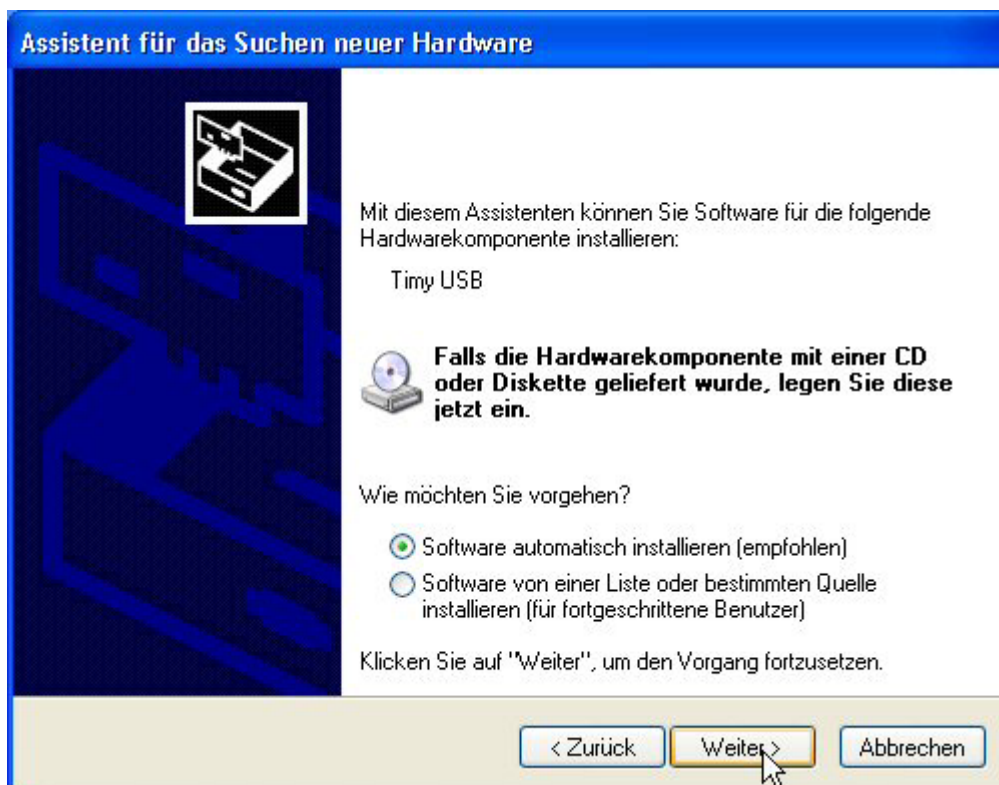 Assistent für das Suchen neuer Hardware
Mit diesem Assistenten können Sie Software für die folgende
Hardwarekomponente installieren:
Timy USB
Falls die Hardwarekomponente mit einer CD
oder Diskette geliefert wurde, legen Sie diese
jetzt ein.
Wie möchten Sie vorgehen?
Software automatisch installieren (empfohlen)
Software von einer Liste oder bestimmten Quelle
installieren (für fortgeschrittene Benutzer)
Klicken Sie auf "Weiter", um den Vorgang fortzusetzen.
< Zurück Weiter > Abbrechen